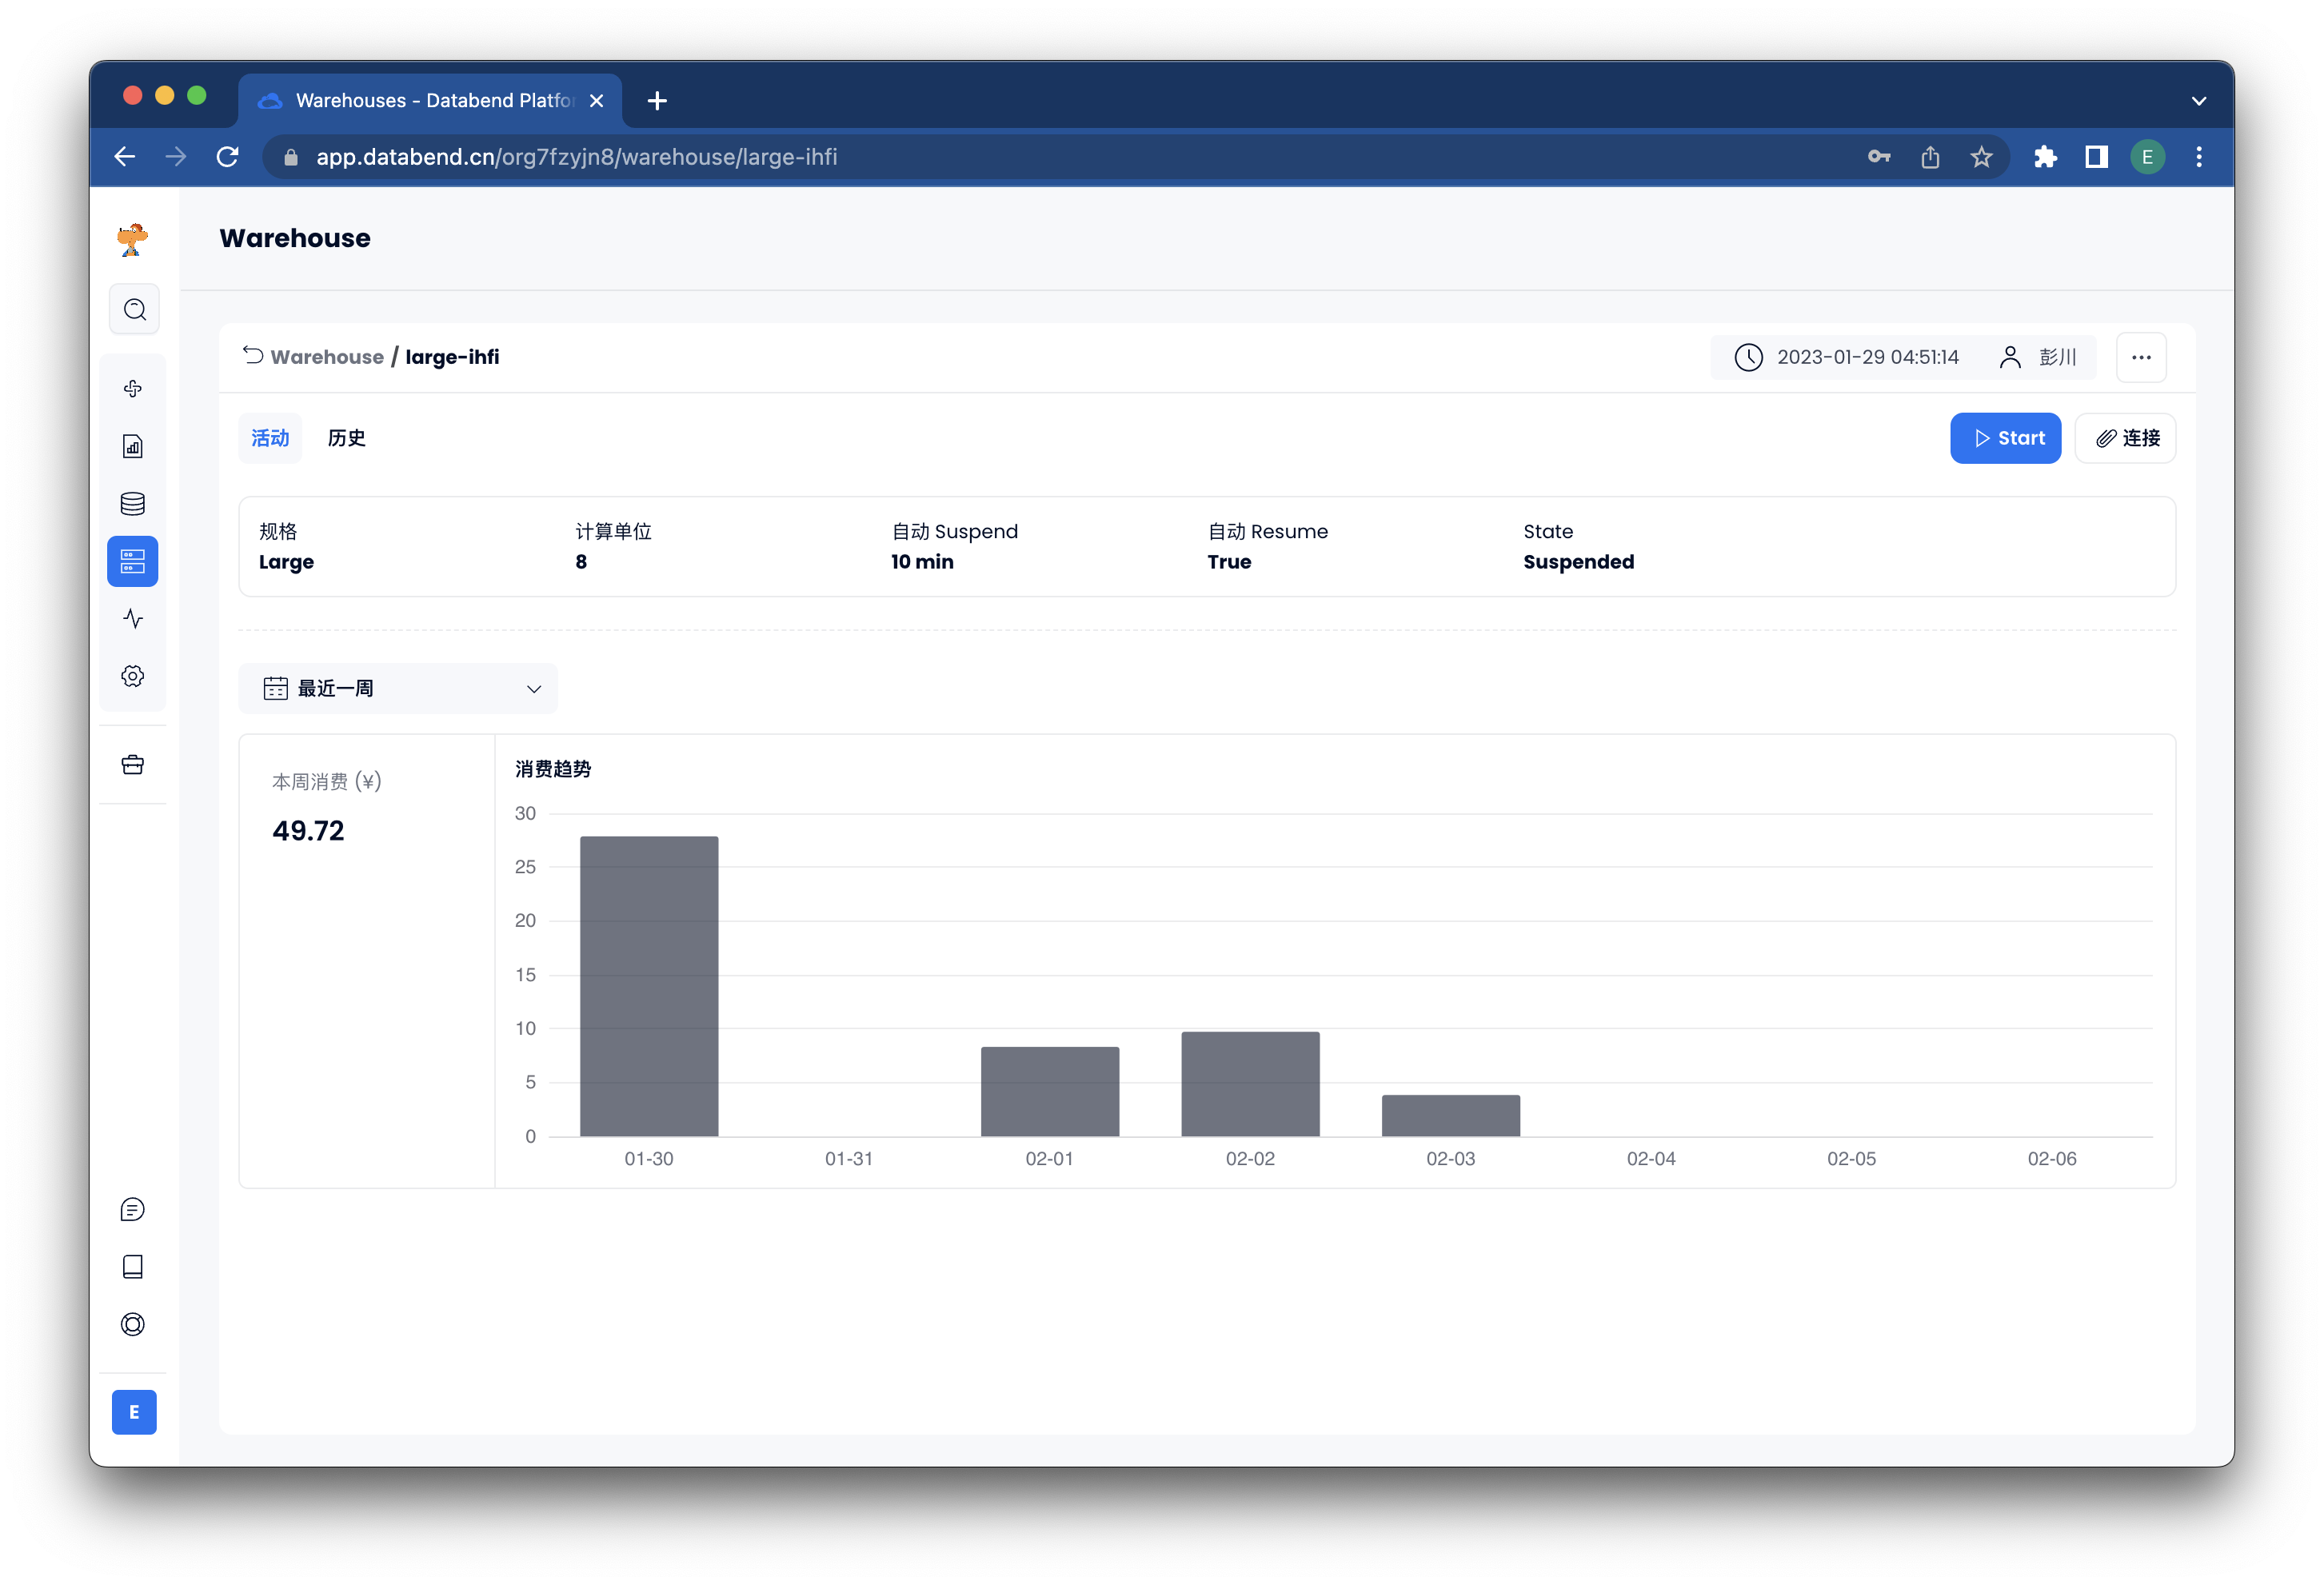 Warehouses - Databend Platfo
app.databend.cn/org7fzyjn8/warehouse/large-ihfi
E
Warehouse
Warehouse / large-ihfi
2023-01-29 04:51:14
彭川
活动
历史
Start
连接
规格
计算单位
自动 Suspend
自动 Resume
State
Large
8
10 min
True
Suspended
最近一周
本周消费 (¥)
49.72
消费趋势
30
25
20
15
10
5
0
01-30
01-31
02-01
02-02
02-03
02-04
02-05
02-06
E